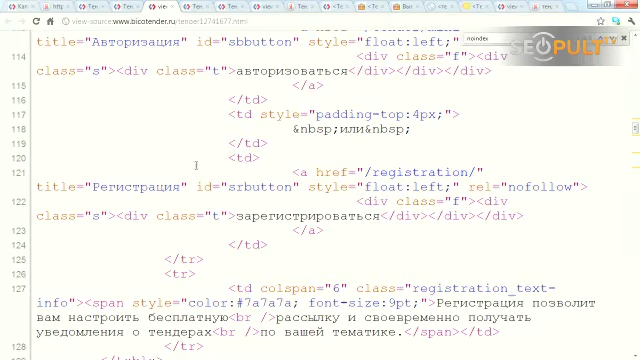 view-source:www.bicotender.ru/tender12741677.html
noindex
SEOPULT
title="Авторизация" id="sbbutton" style="float:left;"
114 <div class="f"><div
class="s"><div class="t">авторизоваться</div></div></div>
115 </a>
116 </td>
117 <td style="padding-top:4px;">
118 &nbsp;или&nbsp;
119 </td>
120 <td>
121 <a href="/registration/"
title="Регистрация" id="srbutton" style="float:left;" rel="nofollow">
122 <div class="f"><div
class="s"><div class="t">зарегистрироваться</div></div></div>
123 </a>
124 </td>
125 </tr>
126 <tr>
127 <td colspan="6" class="registration_text-
info"><span style="color:#7a7a7a; font-size:9pt;">Регистрация позволит
вам настроить бесплатную<br />рассылку и своевременно получать
уведомления о тендерах<br />по вашей тематике.</span></td>
128 </tr>